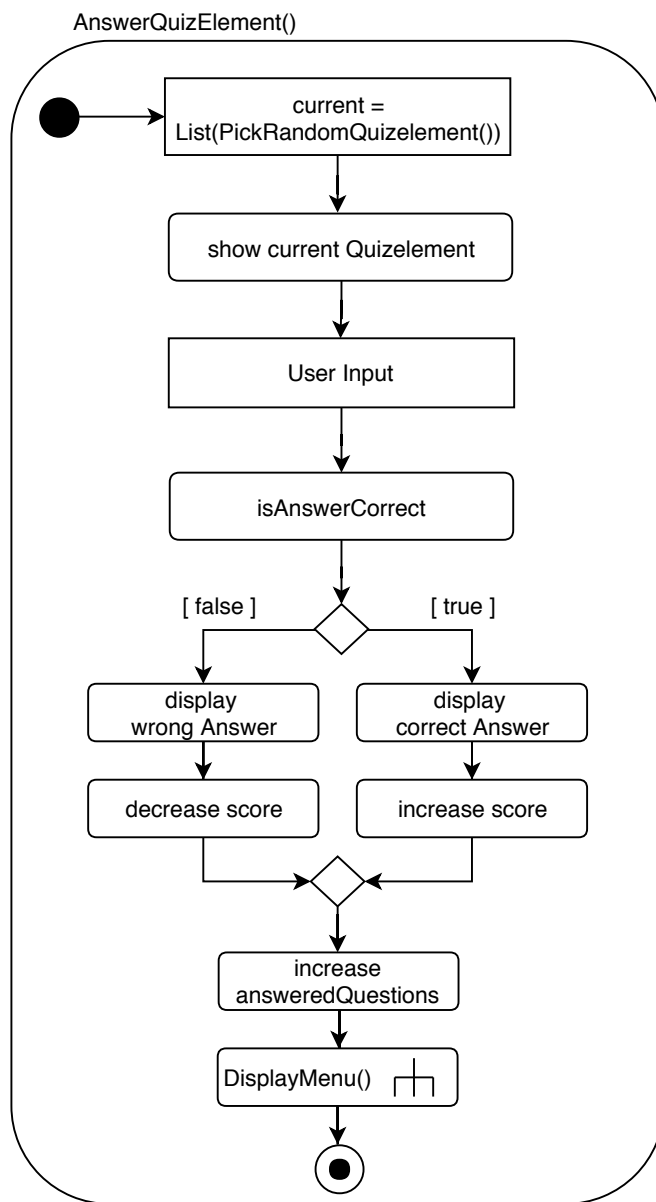 AnswerQuizElement()
current =
List(PickRandomQuizelement())
show current Quizelement
User Input
isAnswerCorrect
[ false ]
[ true ]
display
wrong Answer
display
correct Answer
decrease score
increase score
increase
answeredQuestions
DisplayMenu()